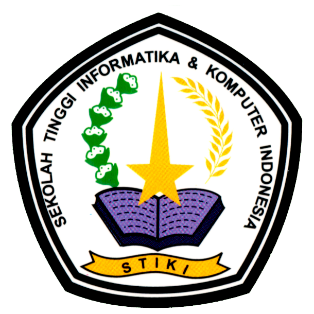 SEKOLAH TINGGI INFORMATIKA & KOMPUTER INDONESIA
STIKI